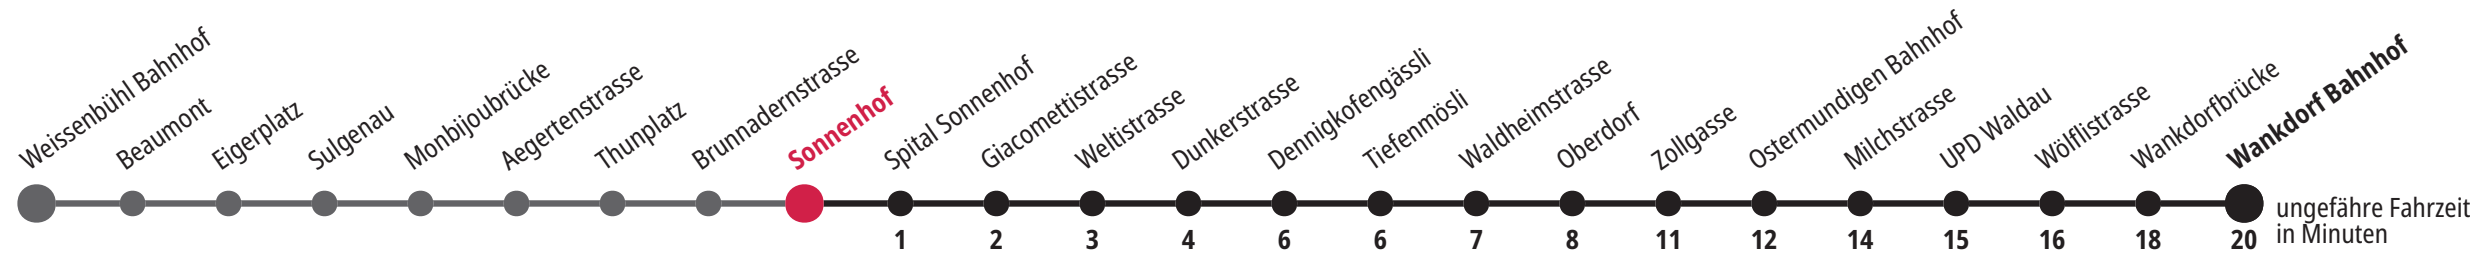 Weissenbühl Bahnhof
Beaumont
Eigerplatz
Sulgenau
Monbijoubrücke
Aegertenstrasse
Thunplatz
Brunnadernstrasse
Sonnenhof
Spital Sonnenhof
Giacomettistrasse
Weltistrasse
Dunkerstrasse
Dennigkofengässli
Tiefenmösli
Waldheimstrasse
Oberdorf
Zollgasse
Ostermundigen Bahnhof
Milchstrasse
UPD Waldau
Wölflistrasse
Wankdorfbrücke
Wankdorf Bahnhof
1 2 3 4 6 6 7 8 11 12 14 15 16 18 20
ungefähre Fahrzeit
in Minuten